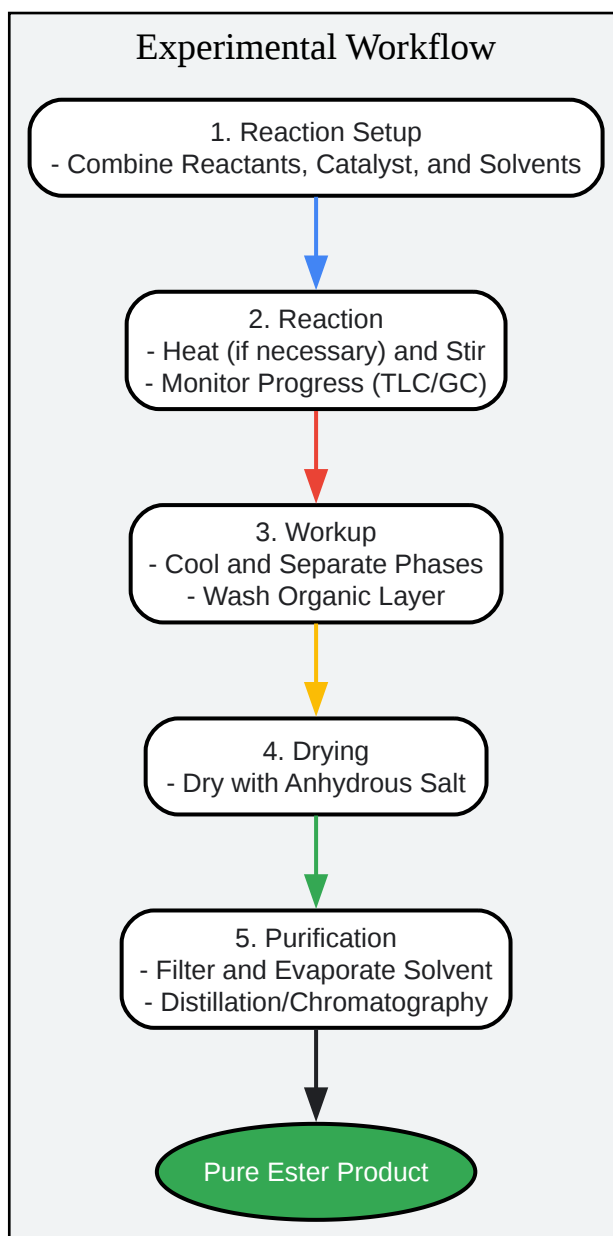 Experimental Workflow
1. Reaction Setup
- Combine Reactants, Catalyst, and Solvents
2. Reaction
- Heat (if necessary) and Stir
- Monitor Progress (TLC/GC)
3. Workup
- Cool and Separate Phases
- Wash Organic Layer
4. Drying
- Dry with Anhydrous Salt
5. Purification
- Filter and Evaporate Solvent
- Distillation/Chromatography
Pure Ester Product